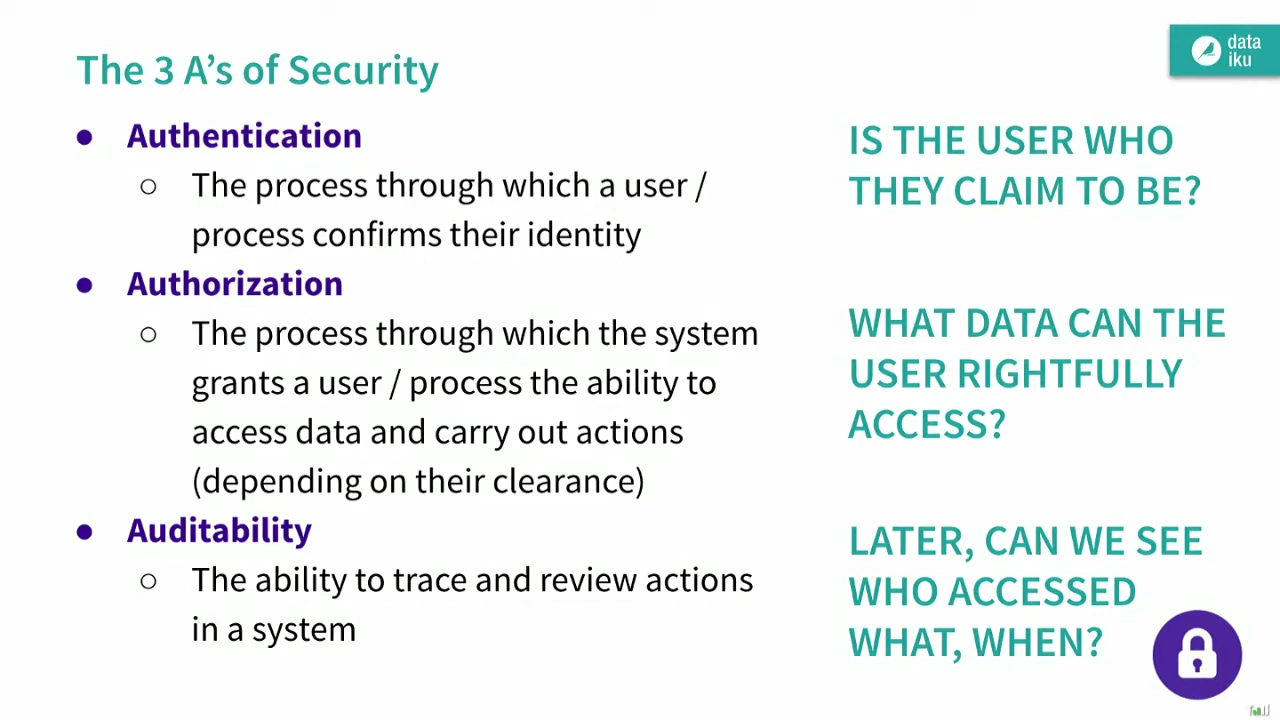 The 3 A's of Security
data
iku
● Authentication
○ The process through which a user /
process confirms their identity
● Authorization
○ The process through which the system
grants a user / process the ability to
access data and carry out actions
(depending on their clearance)
● Auditability
○ The ability to trace and review actions
in a system
IS THE USER WHO
THEY CLAIM TO BE?
WHAT DATA CAN THE
USER RIGHTFULLY
ACCESS?
LATER, CAN WE SEE
WHO ACCESSED
WHAT, WHEN?